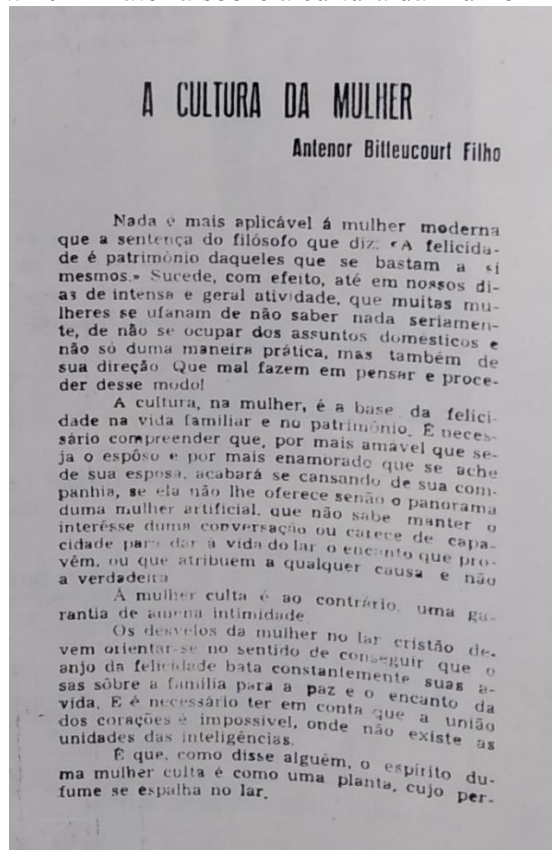 A CULTURA DA MULHER
Antenor Bitteucourt Filho
Nada e mais aplicável á mulher moderna
que a sentença do filósofo que diz: «A felicida-
de é patrimônio daqueles que se bastam a si
mesmos.» Sucede, com efeito, até em nossos di-
as de intensa e geral atividade, que muitas mu-
lheres se ufanam de não saber nada seriamen-
te, de não se ocupar dos assuntos domésticos e
não só duma maneira prática, mas também de
sua direção Que mal fazem em pensar e proce-
der desse modo!
A cultura, na mulher, é a base da felici-
dade na vida familiar e no patrimônio. É neces-
sário compreender que, por mais amável que se-
ja o espôso e por mais enamorado que se ache
de sua esposa, acabará se cansando de sua com-
panhia, se ela não lhe oferece senão o panorama
duma mulher artificial, que não sabe manter o
interêsse duma conversação ou carece de capa-
cidade para dar à vida do lar o encanto que pro-
vém, ou que atribuem a qualquer causa e não
a verdadeira
A mulher culta é ao contrário, uma ga-
rantia de amena intimidade
Os desvelos da mulher no lar cristão de-
vem orientar-se no sentido de conseguir que o
anjo da felicidade bata constantemente suas a-
sas sôbre a família para a paz e o encanto da
vida. E é necessário ter em conta que a união
dos corações é impossível, onde não existe as
unidades das inteligências.
É que, como disse alguém, o espírito du-
ma mulher culta é como uma planta, cujo per-
fume se espalha no lar.